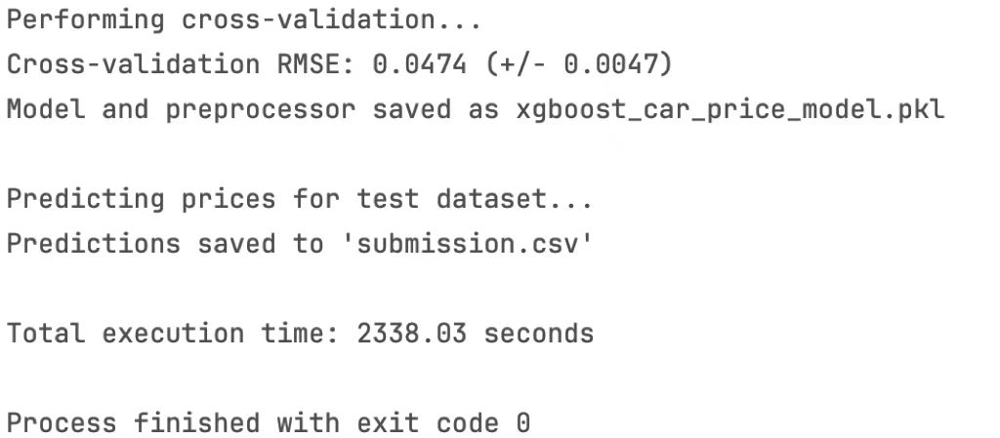 Performing cross-validation...
Cross-validation RMSE: 0.0474 (+/- 0.0047)
Model and preprocessor saved as xgboost_car_price_model.pkl
Predicting prices for test dataset...
Predictions saved to 'submission.csv'
Total execution time: 2338.03 seconds
Process finished with exit code 0